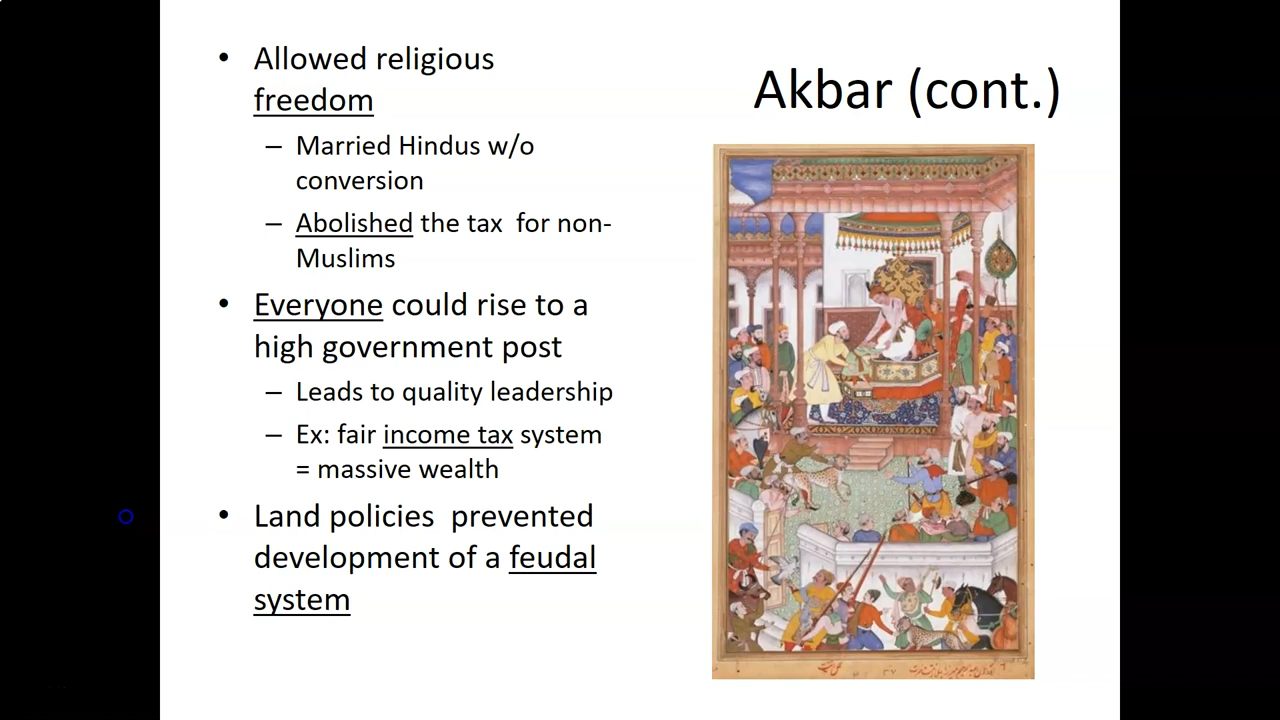 Akbar (cont.)
• Allowed religious
freedom
– Married Hindus w/o
conversion
– Abolished the tax  for non-
Muslims
• Everyone could rise to a
high government post
– Leads to quality leadership
– Ex: fair income tax system
= massive wealth
• Land policies  prevented
development of a feudal
system